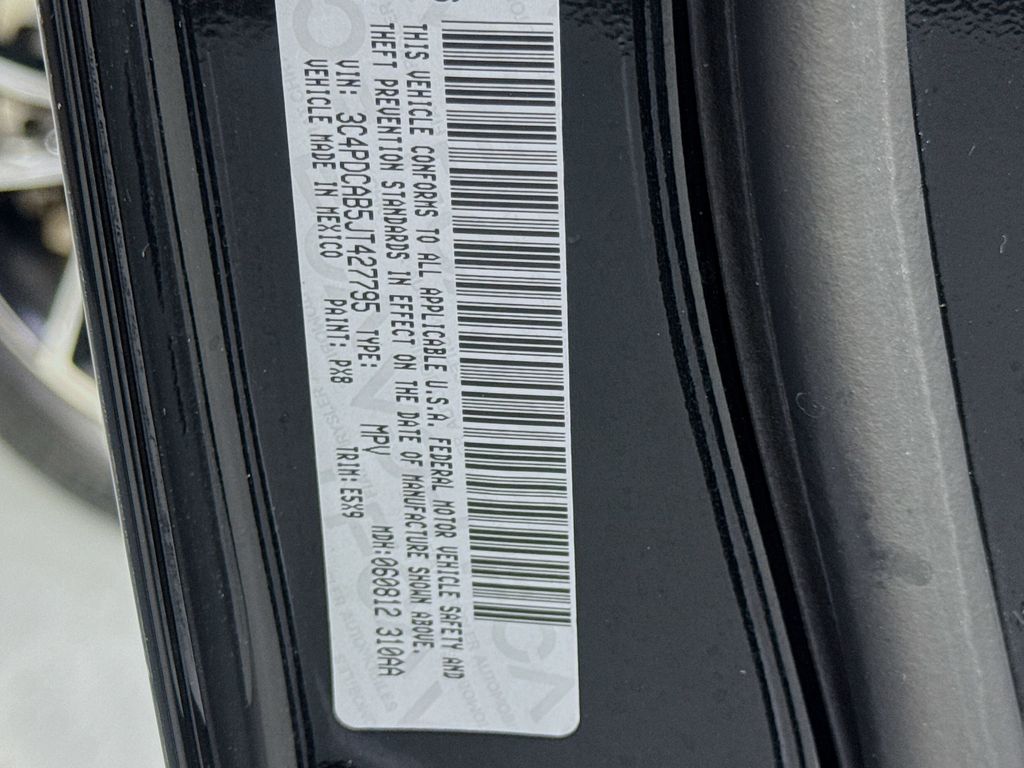 THIS VEHICLE CONFORMS TO ALL APPLICABLE U.S.A. FEDERAL MOTOR VEHICLE SAFETY AND
THEFT PREVENTION STANDARDS IN EFFECT ON THE DATE OF MANUFACTURE SHOWN ABOVE.
VIN: 3C4PDCAB5JT427795 TYPE: MPV MDH:060812 310AA
VEHICLE MADE IN MEXICO PAINT: PX8 TRIM:E5X9